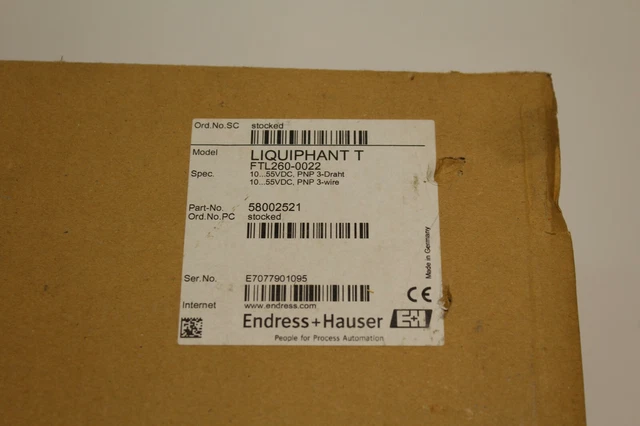 Ord.No.SC stocked
Model LIQUIPHANT T
FTL260-0022
Spec. 10...55VDC, PNP 3-Draht
10...55VDC, PNP 3-wire
Part-No. 58002521
Ord.No.PC stocked
Made in Germany
Ser.No. E7077901095
CE
Internet www.endress.com
Endress+Hauser E+H
People for Process Automation